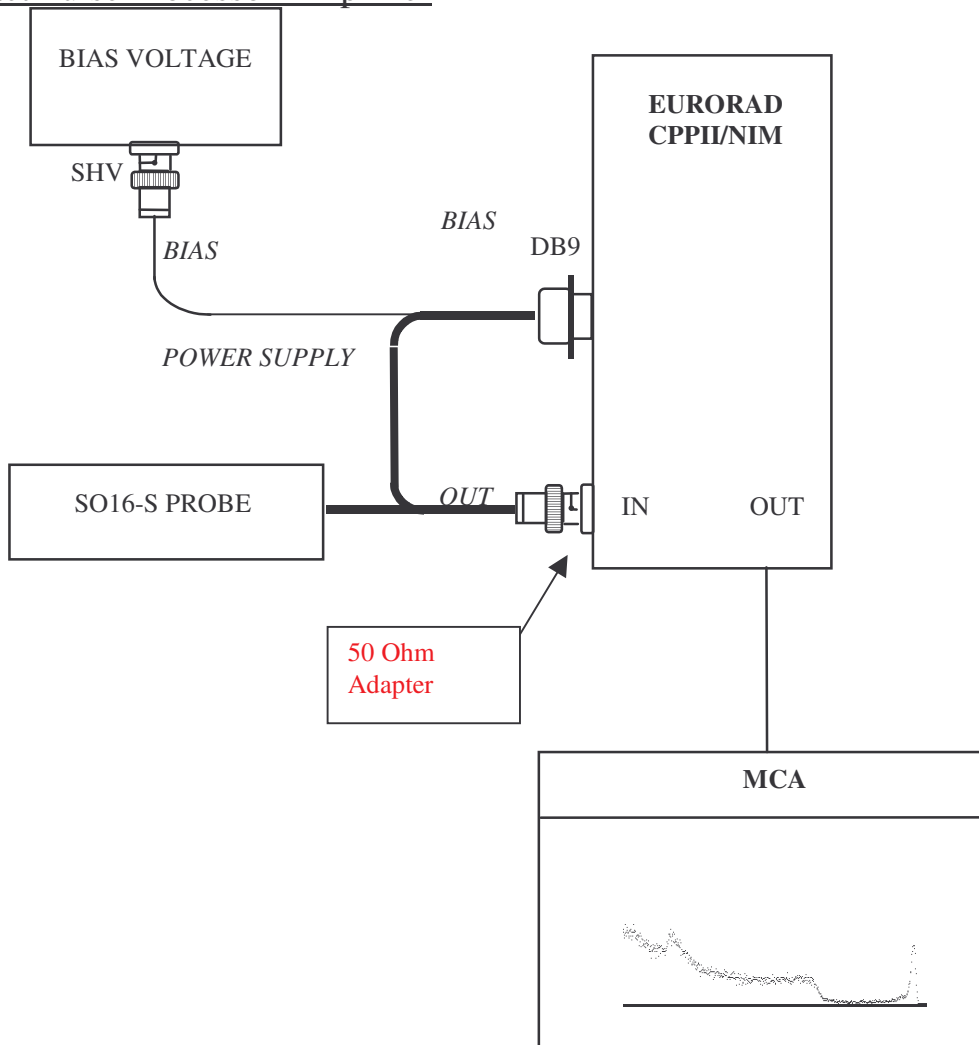 BIAS VOLTAGE
EURORAD
CPPII/NIM
SHV
BIAS
DB9
BIAS
POWER SUPPLY
SO16-S PROBE
OUT
IN
OUT
50 Ohm
Adapter
MCA